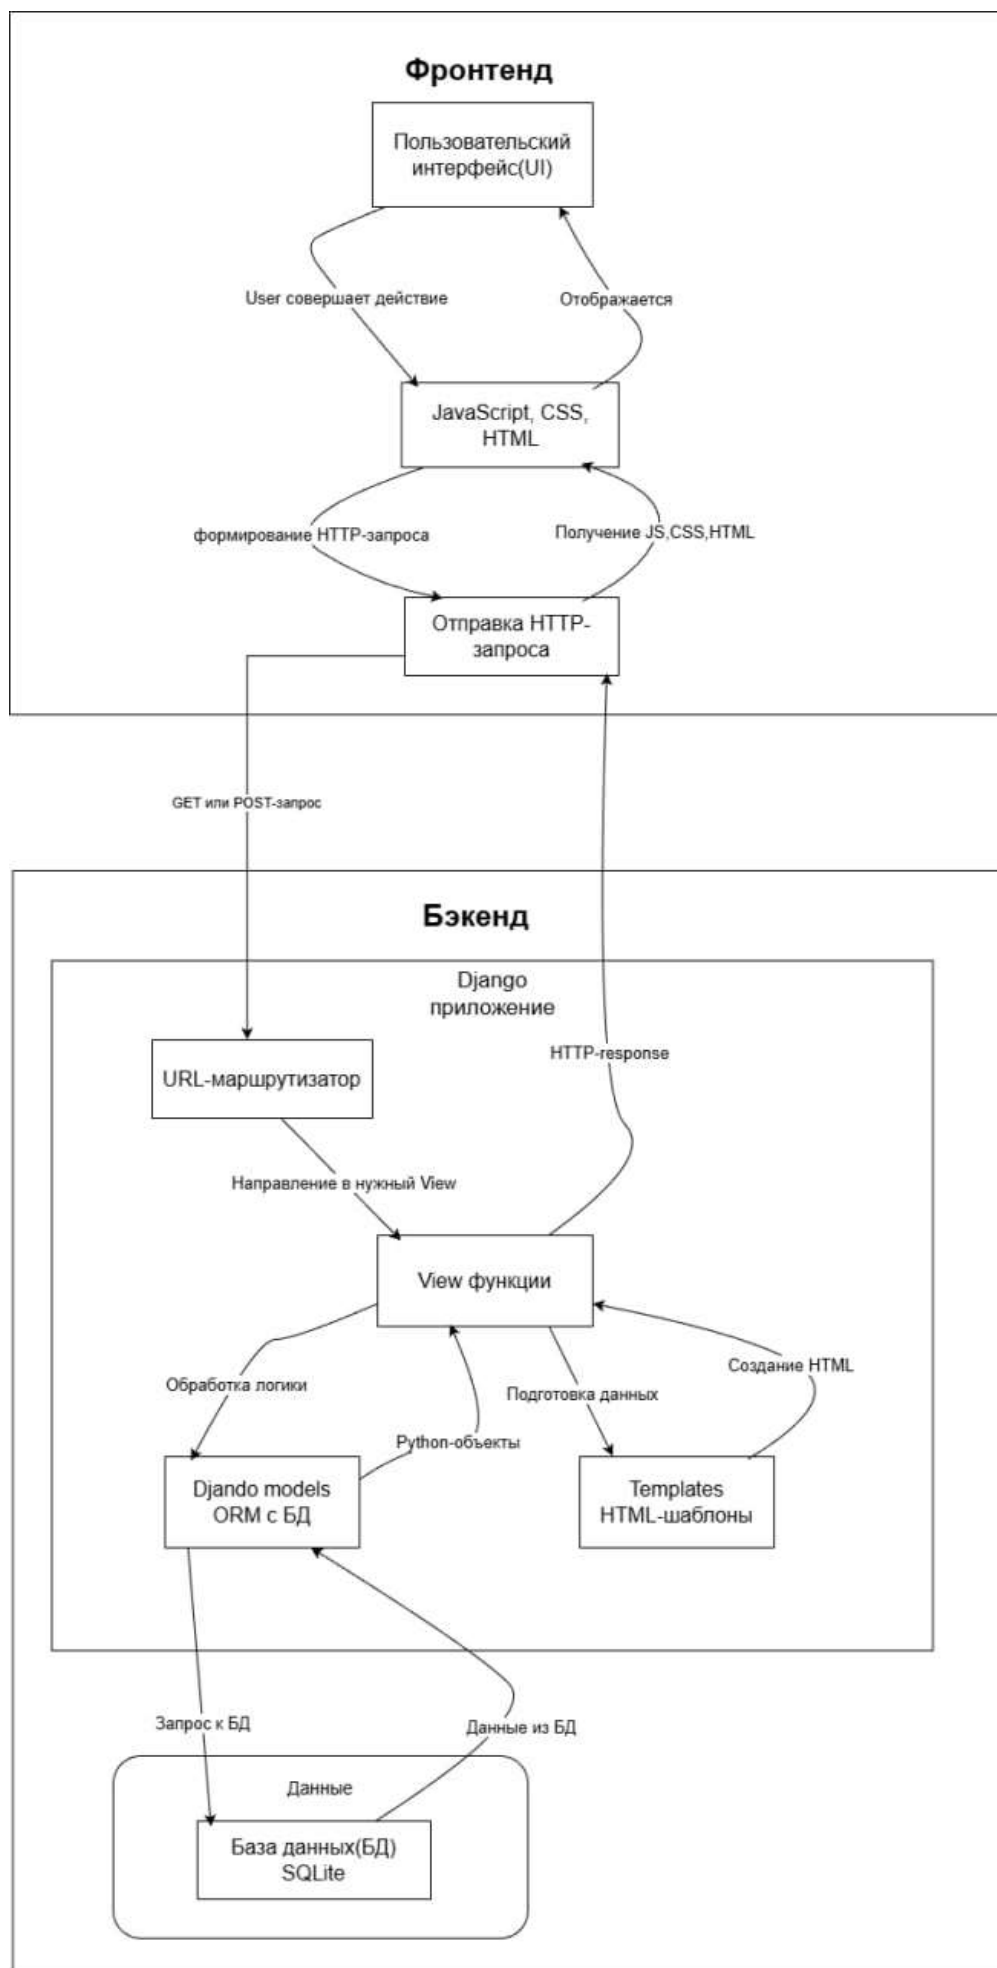 Фронтенд
Пользовательский
интерфейс(UI)
User совершает действие
Отображается
JavaScript, CSS,
HTML
формирование HTTP-запроса
Получение JS,CSS,HTML
Отправка HTTP-
запроса
GET или POST-запрос
Бэкенд
Django
приложение
URL-маршрутизатор
HTTP-response
Направление в нужный View
View функции
Обработка логики
Python-объекты
Подготовка данных
Создание HTML
Djando models
ORM с БД
Templates
HTML-шаблоны
Запрос к БД
Данные из БД
Данные
База данных(БД)
SQLite